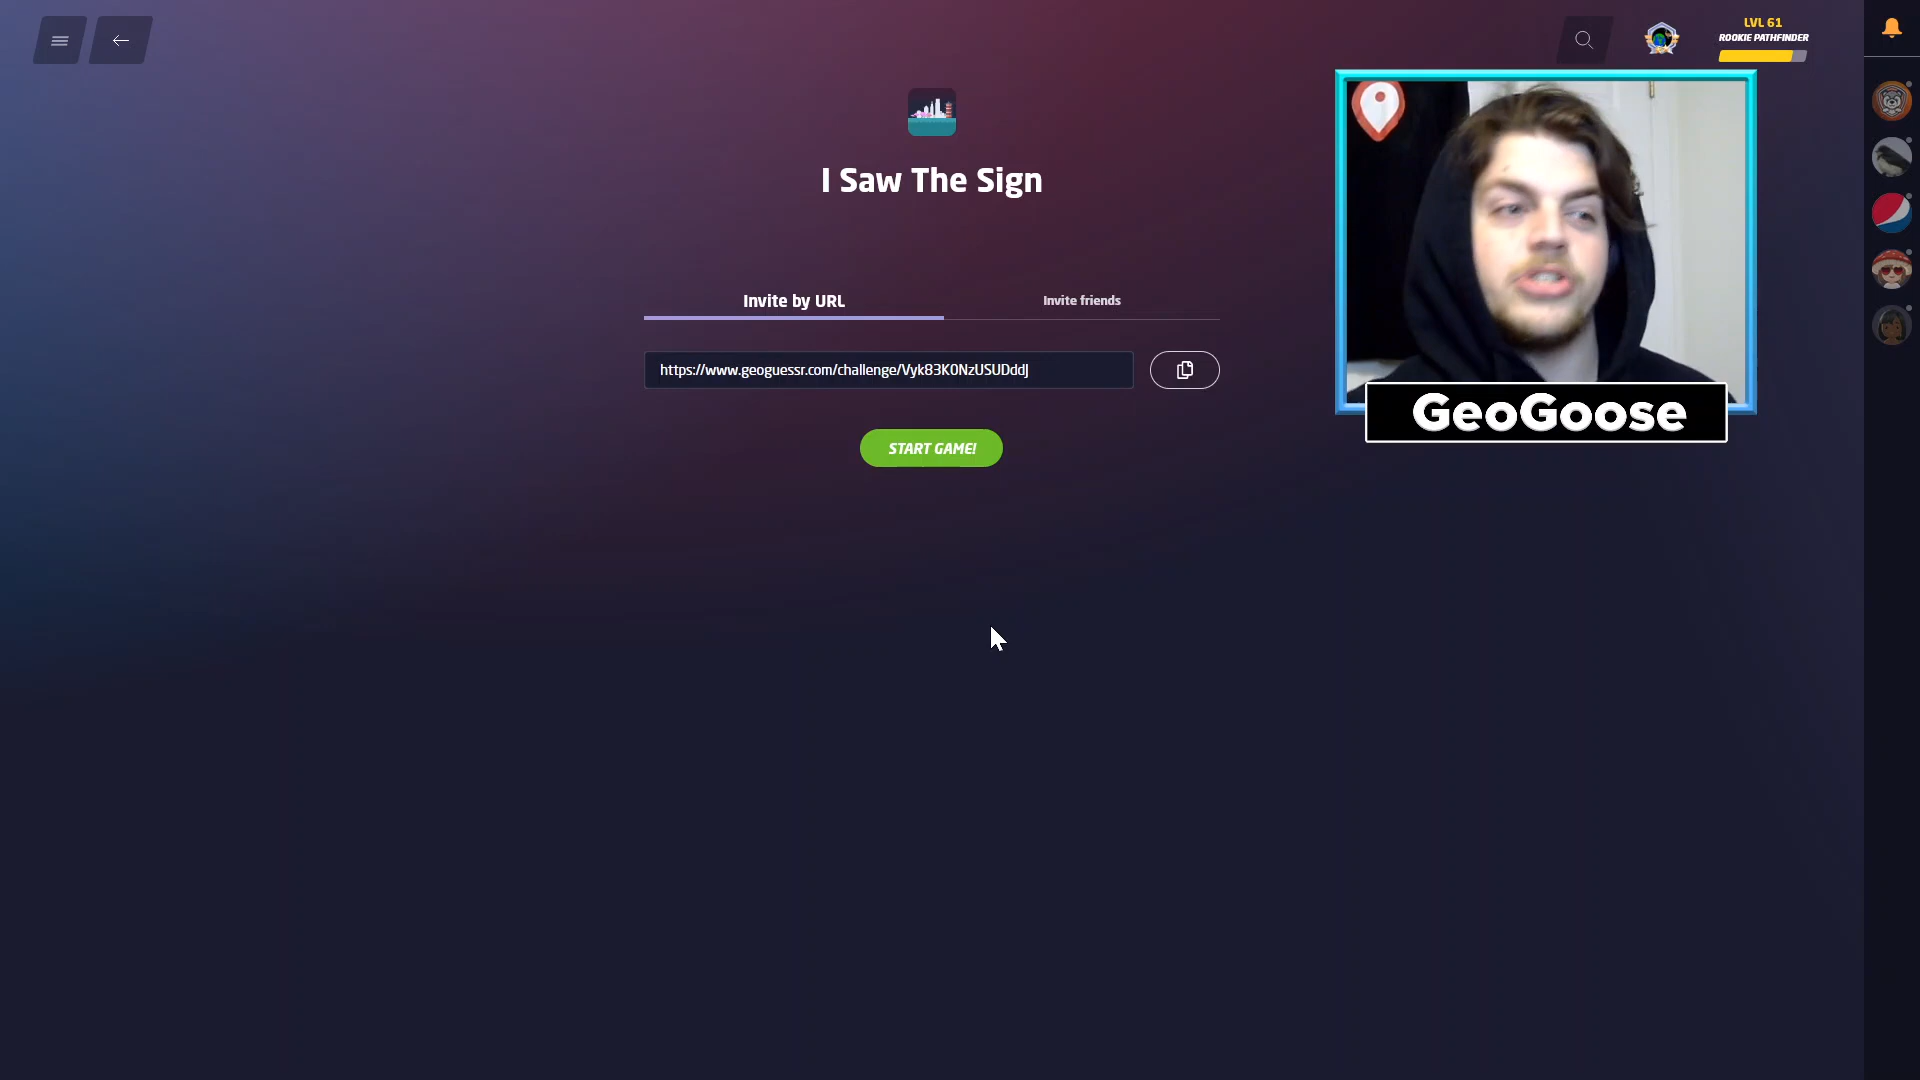 LVL 61
ROOKIE PATHFINDER
I Saw The Sign
Invite by URL
Invite friends
https://www.geoguessr.com/challenge/Vyk83K0NzUSUDddJ
START GAME!
GeoGoose